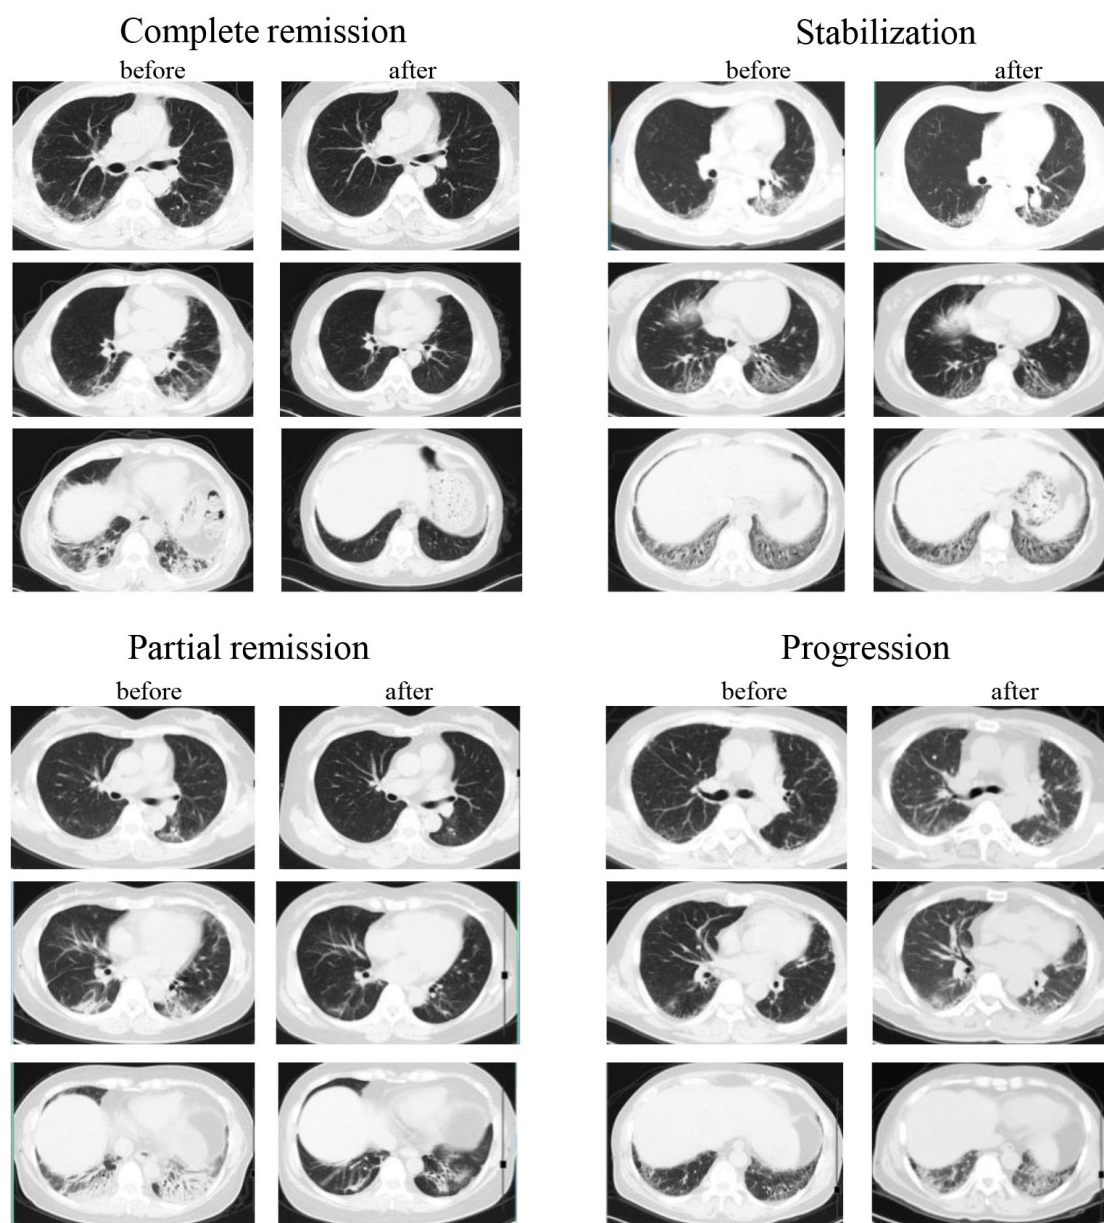 Complete remission
before after
Stabilization
before after
Partial remission
before after
Progression
before after